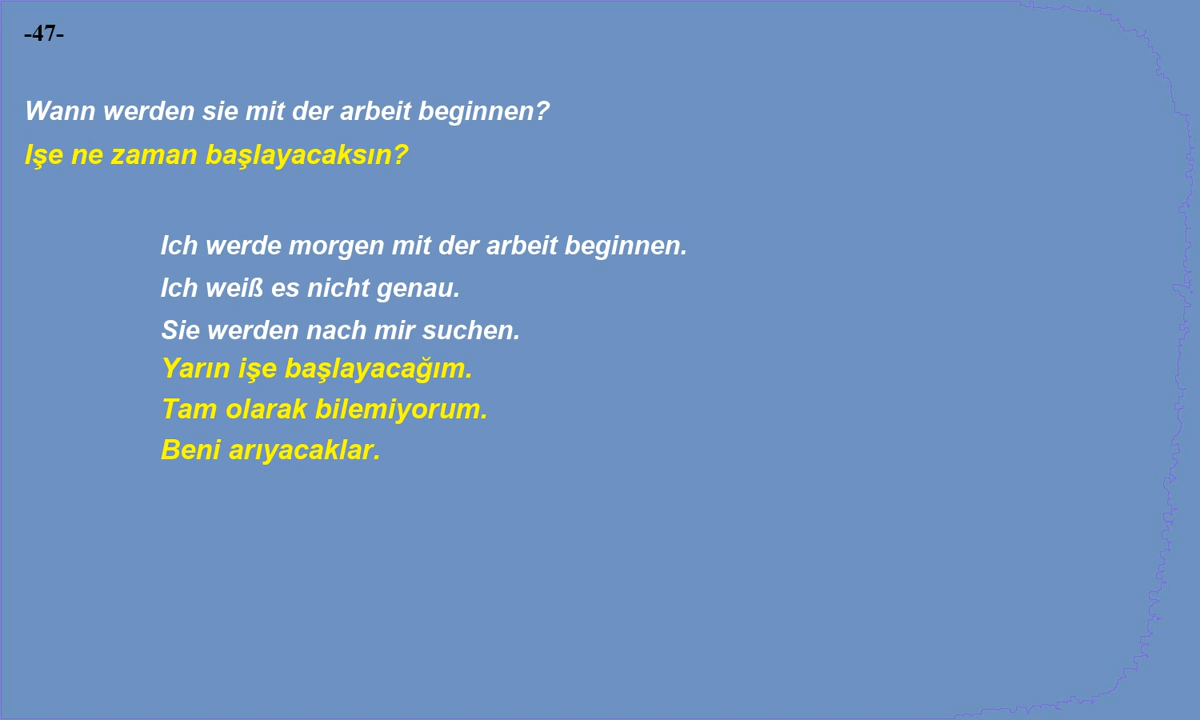 -47-
Wann werden sie mit der arbeit beginnen?
Işe ne zaman başlayacaksın?
Ich werde morgen mit der arbeit beginnen.
Ich weiß es nicht genau.
Sie werden nach mir suchen.
Yarın işe başlayacağım.
Tam olarak bilemiyorum.
Beni arıyacaklar.